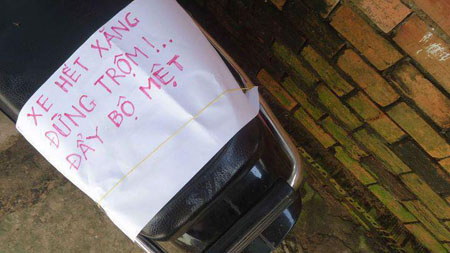 XE HẾT XĂNG
ĐỪNG TRỘM!...
ĐẨY BỘ MỆT